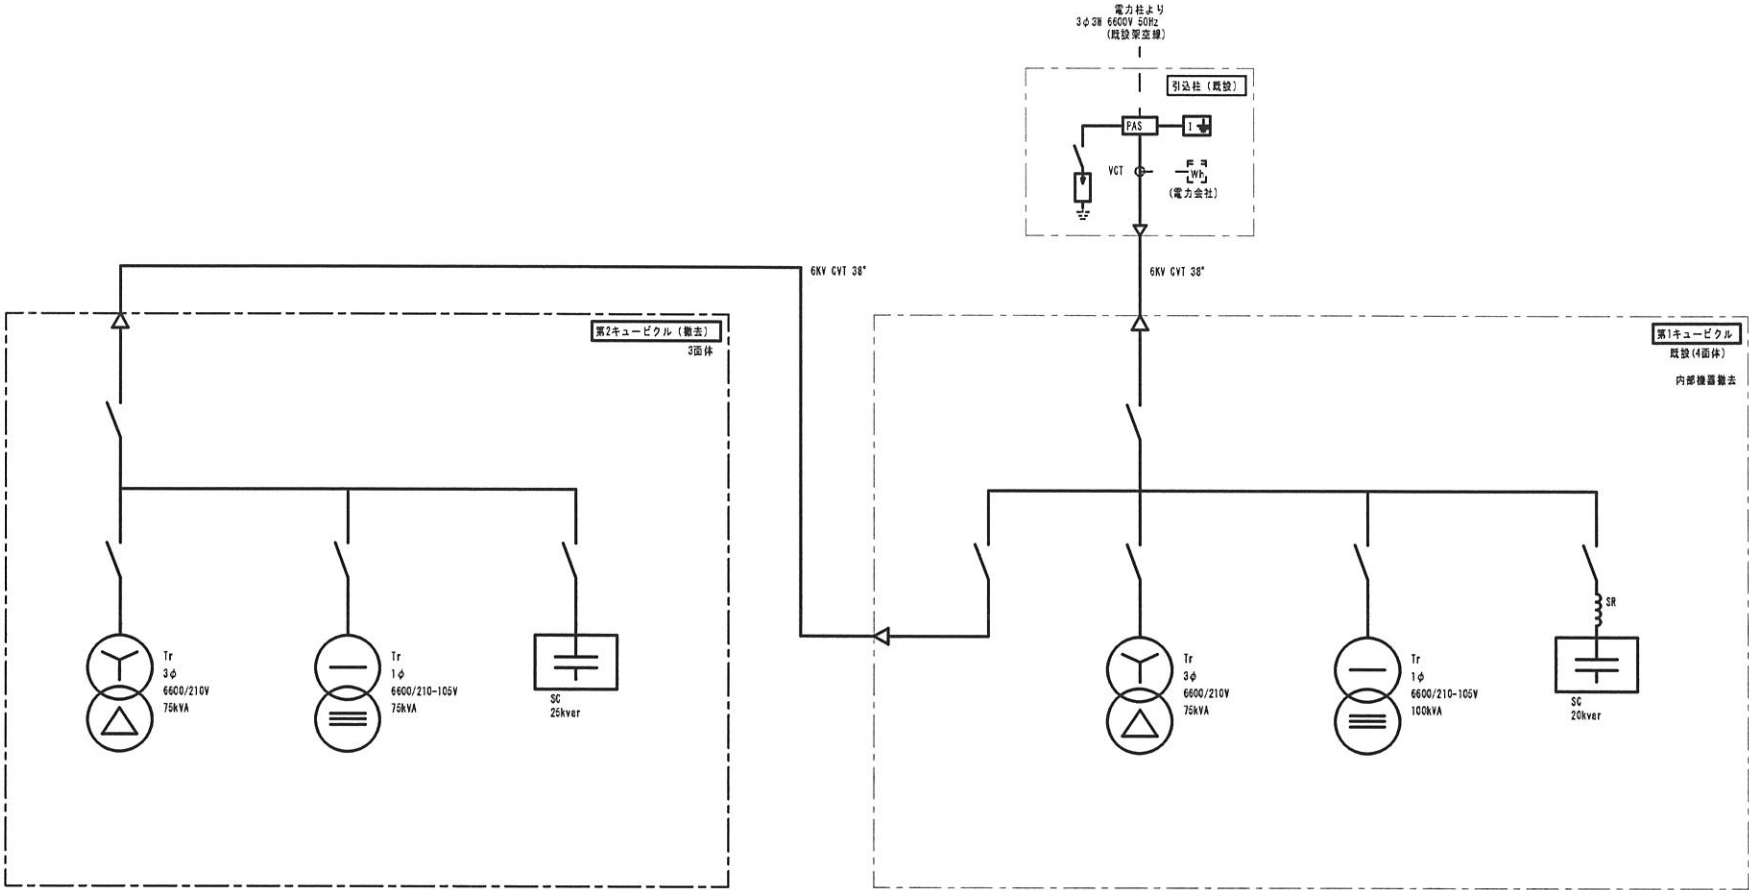 電力柱より
3φ3W 6600V 50Hz
(既設架空線)
引込柱（既設）
PAS
I
VCT
Wh
(電力会社)
6KV CVT 38°
6KV CVT 38°
第2キュービクル（撤去）
3面体
第1キュービクル
既設(4面体)
内部機器撤去
Tr
3φ
6600/210V
75kVA
Tr
1φ
6600/210-105V
75kVA
SC
25kvar
Tr
3φ
6600/210V
75kVA
Tr
1φ
6600/210-105V
100kVA
SR
SC
20kvar